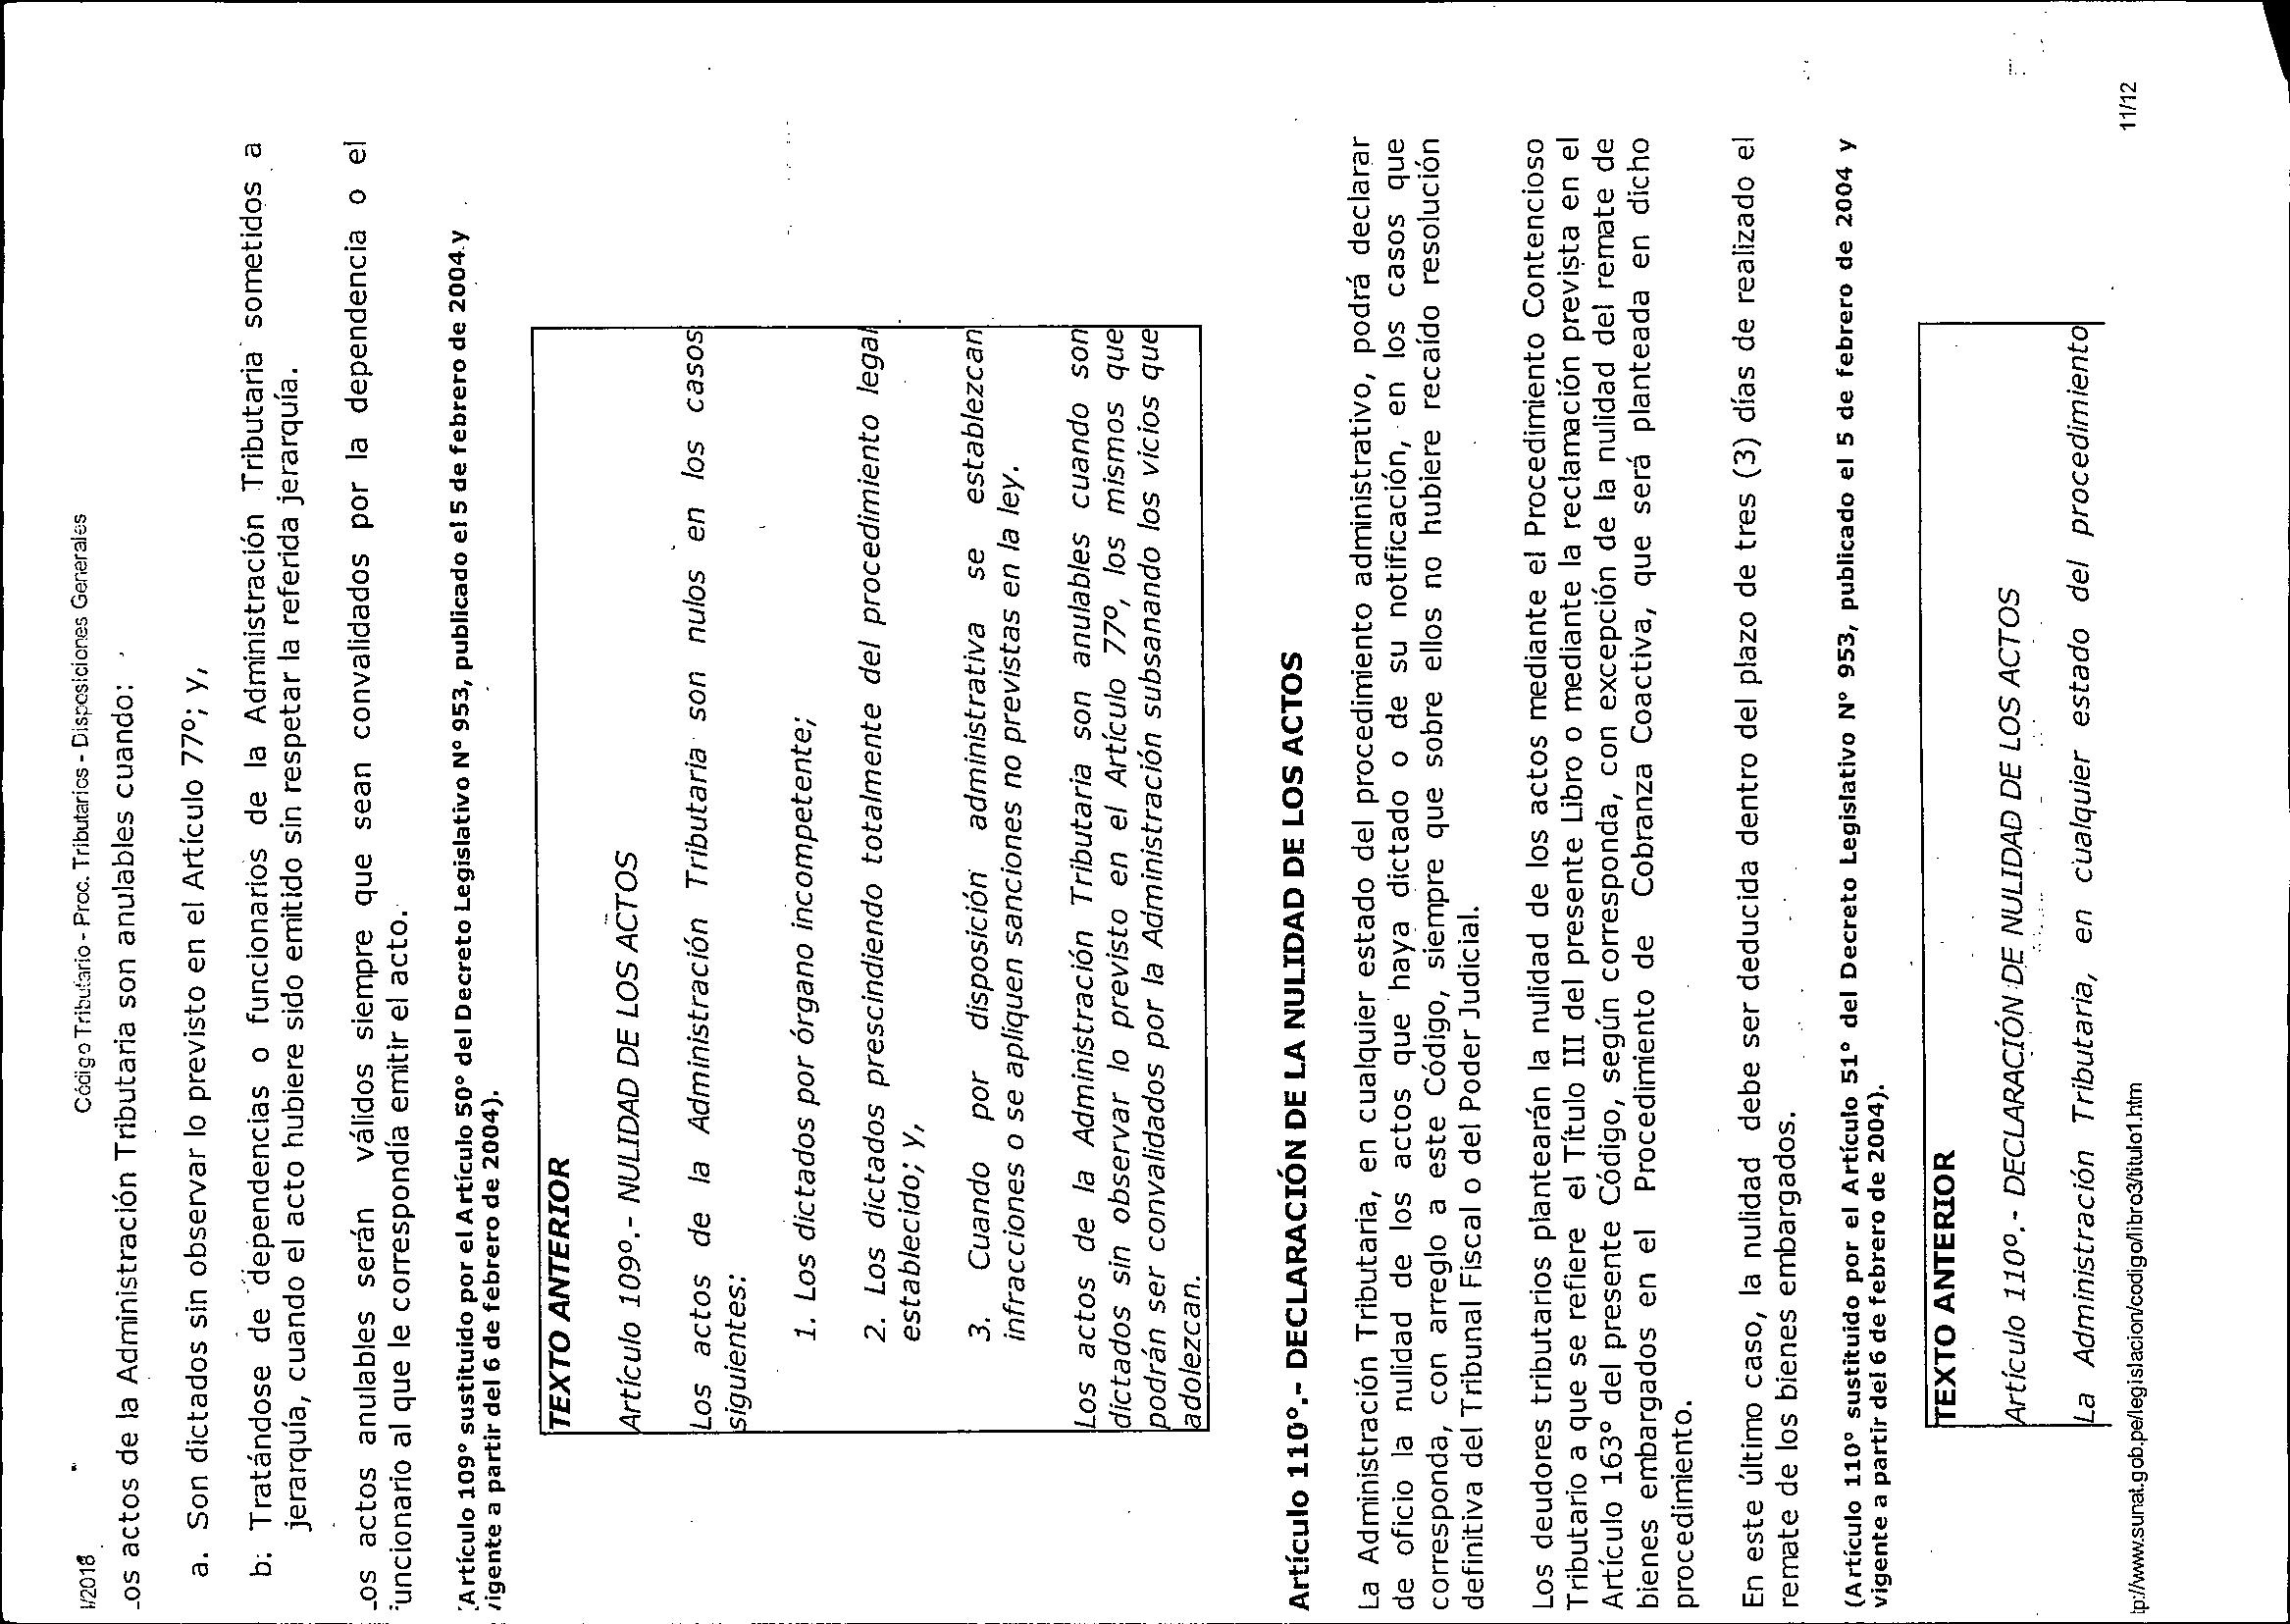 /2018 Código Tributario - Proc. Tributarios - Disposiciones Generales
Los actos de la Administración Tributaria son anulables cuando:
a. Son dictados sin observar lo previsto en el Artículo 77º; y,
b. Tratándose de dependencias o funcionarios de la Administración Tributaria sometidos a
jerarquía, cuando el acto hubiere sido emitido sin respetar la referida jerarquía.
Los actos anulables serán válidos siempre que sean convalidados por la dependencia o el
funcionario al que le correspondía emitir el acto.
(Artículo 109º sustituido por el Artículo 50º del Decreto Legislativo Nº 953, publicado el 5 de febrero de 2004 y
vigente a partir del 6 de febrero de 2004).
TEXTO ANTERIOR
Artículo 109º.- NULIDAD DE LOS ACTOS
Los actos de la Administración Tributaria son nulos en los casos
siguientes:
1. Los dictados por órgano incompetente;
2. Los dictados prescindiendo totalmente del procedimiento legal
establecido; y,
3. Cuando por disposición administrativa se establezcan
infracciones o se apliquen sanciones no previstas en la ley.
Los actos de la Administración Tributaria son anulables cuando son
dictados sin observar lo previsto en el Artículo 77º, los mismos que
podrán ser convalidados por la Administración subsanando los vicios que
adolezcan.
Artículo 110º.- DECLARACIÓN DE LA NULIDAD DE LOS ACTOS
La Administración Tributaria, en cualquier estado del procedimiento administrativo, podrá declarar
de oficio la nulidad de los actos que haya dictado o de su notificación, en los casos que
corresponda, con arreglo a este Código, siempre que sobre ellos no hubiere recaído resolución
definitiva del Tribunal Fiscal o del Poder Judicial.
Los deudores tributarios plantearán la nulidad de los actos mediante el Procedimiento Contencioso
Tributario a que se refiere el Título III del presente Libro o mediante la reclamación prevista en el
Artículo 163º del presente Código, según corresponda, con excepción de la nulidad del remate de
bienes embargados en el Procedimiento de Cobranza Coactiva, que será planteada en dicho
procedimiento.
En este último caso, la nulidad debe ser deducida dentro del plazo de tres (3) días de realizado el
remate de los bienes embargados.
(Artículo 110º sustituido por el Artículo 51º del Decreto Legislativo Nº 953, publicado el 5 de febrero de 2004 y
vigente a partir del 6 de febrero de 2004).
TEXTO ANTERIOR
Artículo 110º.- DECLARACIÓN DE NULIDAD DE LOS ACTOS
La Administración Tributaria, en cualquier estado del procedimiento
tp://www.sunat.gob.pe/legislacion/codigo/libro3/titulo1.htm 11/12